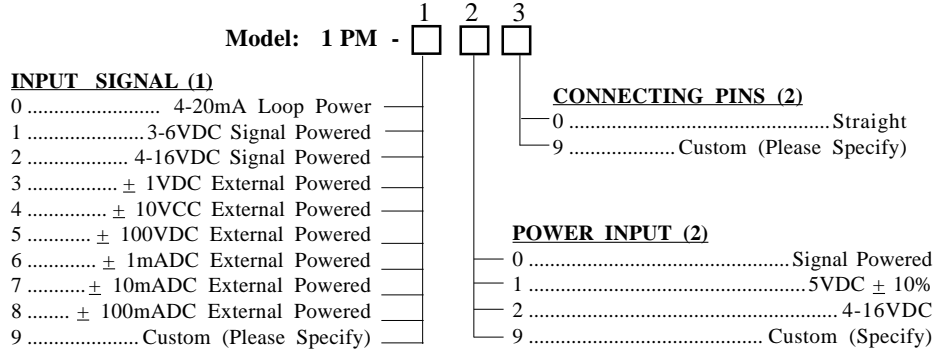 1 2 3
Model: 1 PM -
INPUT SIGNAL (1)
0 ....................... 4-20mA Loop Power
1 .....................3-6VDC Signal Powered
2 .................. 4-16VDC Signal Powered
3 ................ ± 1VDC External Powered
4 .............. ± 10VCC External Powered
5 ........... ± 100VDC External Powered
6 ............ ± 1mADC External Powered
7 ..........± 10mADC External Powered
8 ........ ± 100mADC External Powered
9 ....................Custom (Please Specify)
CONNECTING PINS (2)
0 ..............................................Straight
9 ...................Custom (Please Specify)
POWER INPUT (2)
0 ..............................................Signal Powered
1 .................................................5VDC ± 10%
2 ....................................................... 4-16VDC
9 ......................................... Custom (Specify)